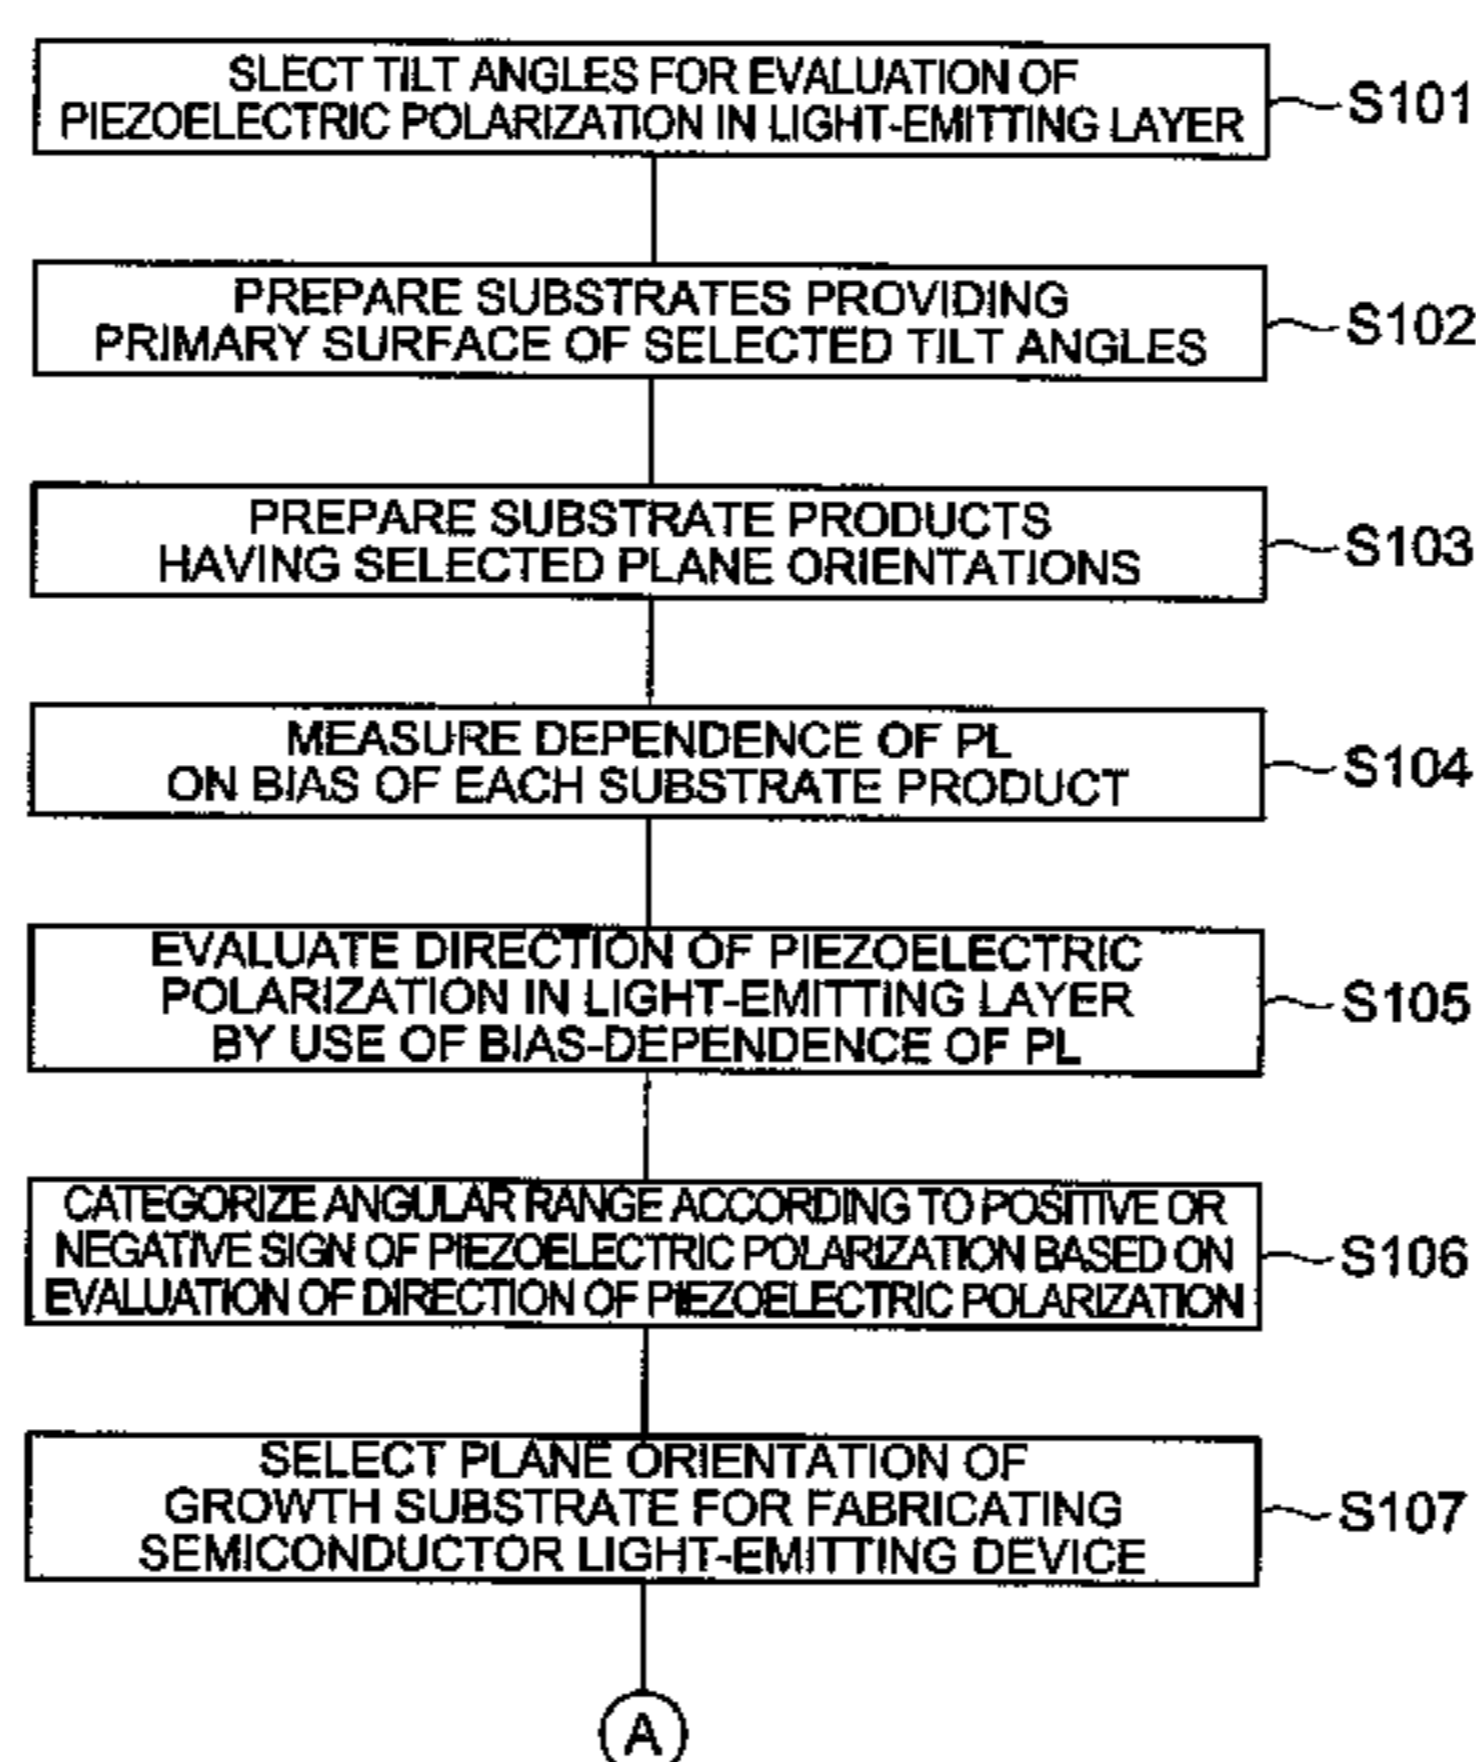 SLECT TILT ANGLES FOR EVALUATION OF
PIEZOELECTRIC POLARIZATION IN LIGHT-EMITTING LAYER
S101
PREPARE SUBSTRATES PROVIDING
PRIMARY SURFACE OF SELECTED TILT ANGLES
S102
PREPARE SUBSTRATE PRODUCTS
HAVING SELECTED PLANE ORIENTATIONS
S103
MEASURE DEPENDENCE OF PL
ON BIAS OF EACH SUBSTRATE PRODUCT
S104
EVALUATE DIRECTION OF PIEZOELECTRIC
POLARIZATION IN LIGHT-EMITTING LAYER
BY USE OF BIAS-DEPENDENCE OF PL
S105
CATEGORIZE ANGULAR RANGE ACCORDING TO POSITIVE OR
NEGATIVE SIGN OF PIEZOELECTRIC POLARIZATION BASED ON
EVALUATION OF DIRECTION OF PIEZOELECTRIC POLARIZATION
S106
SELECT PLANE ORIENTATION OF
GROWTH SUBSTRATE FOR FABRICATING
SEMICONDUCTOR LIGHT-EMITTING DEVICE
S107
A